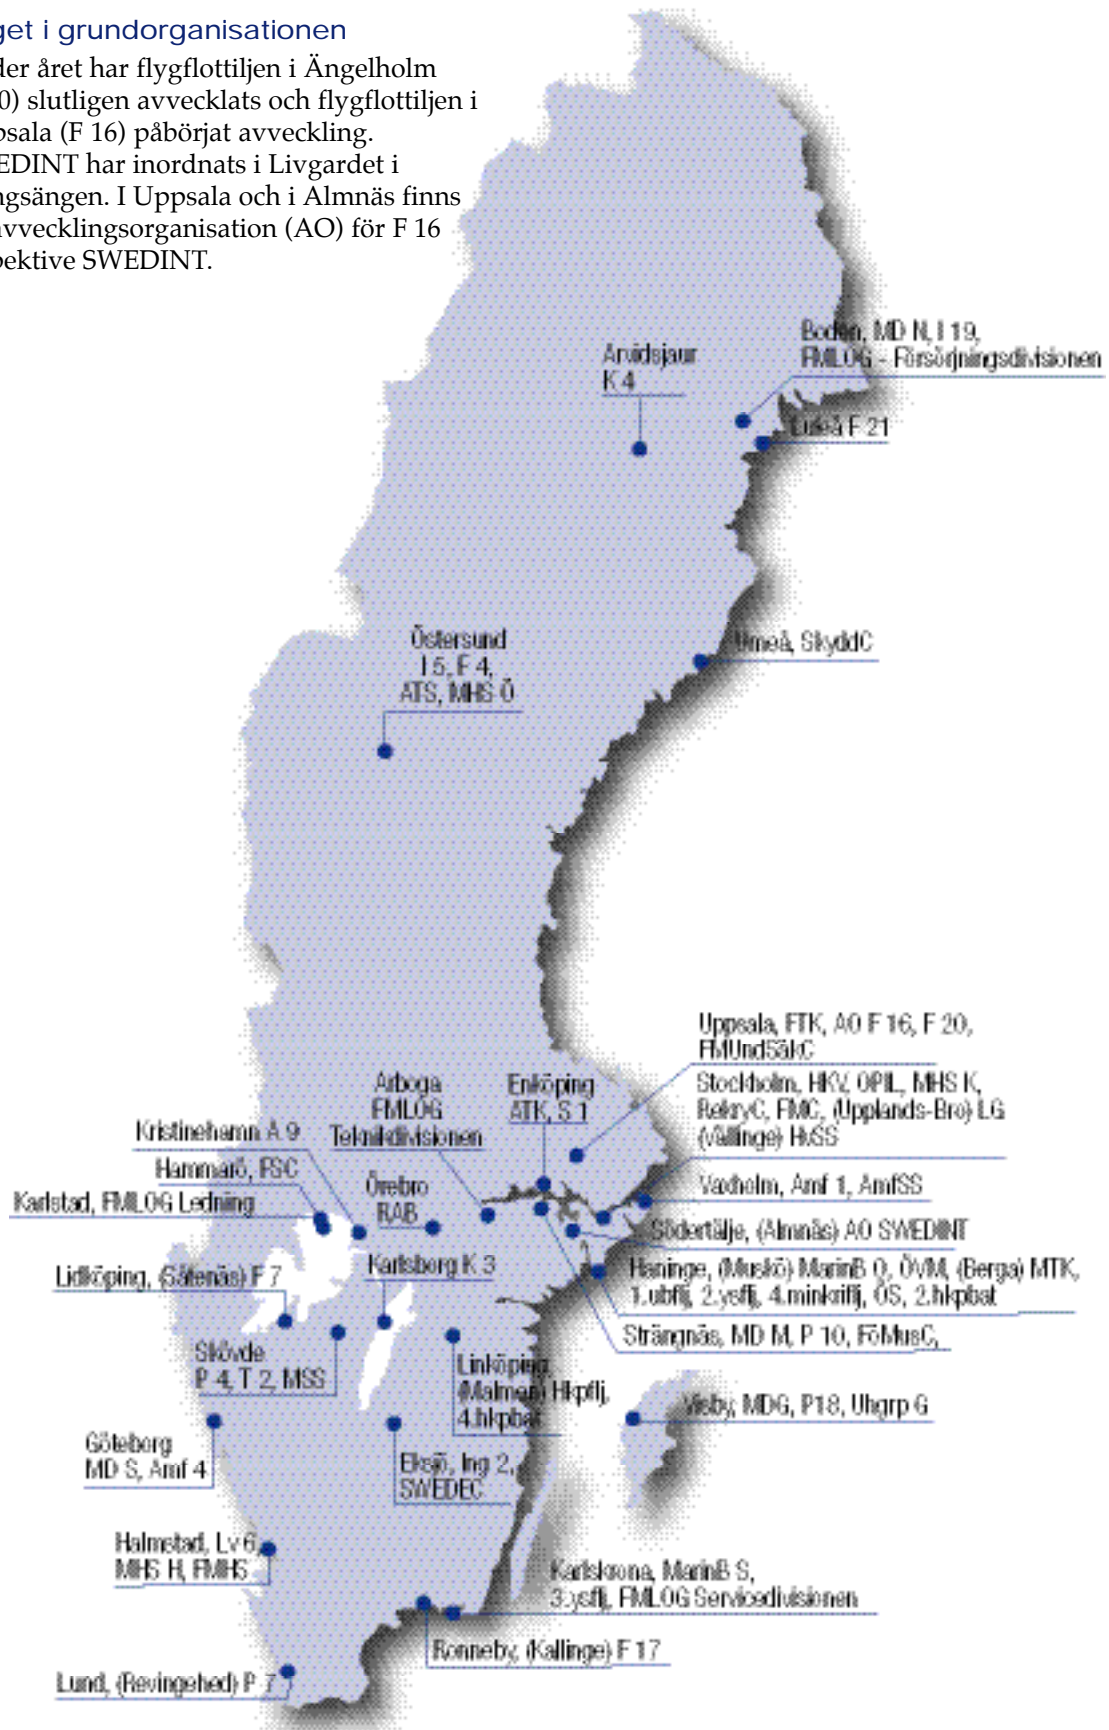 get i grundorganisationen
der året har flygflottiljen i Ängelholm
0) slutligen avvecklats och flygflottiljen i
psala (F 16) påbörjat avveckling.
EDINT har inordnats i Livgardet i
ngsängen. I Uppsala och i Almnäs finns
avvecklingsorganisation (AO) för F 16
pektive SWEDINT.
Boden, MD N, I 19,
FMLOG - Försörjningsdivisionen
Arvidsjaur
K 4
Luleå F 21
Umeå, SkyddC
Östersund
I 5, F 4,
ATS, MHS Ö
Uppsala, FTK, AO F 16, F 20,
FMUndSäkC
Stockholm, HKV, OPIL, MHS K,
RekryC, FMC, (Upplands-Bro) LG
(Vällinge) HvSS
Arboga
FMLOG
Teknikdivisionen
Enköping
ATK, S 1
Kristinehamn A 9
Hammarö, FSC
Karlstad, FMLOG Ledning
Örebro
RAB
Vaxholm, Amf 1, AmfSS
Södertälje, (Almnäs) AO SWEDINT
Haninge, (Muskö) MarinB O, ÖVM, (Berga) MTK,
1.ubflj, 2.ysflj, 4.minkriflj, ÖS, 2.hkpbat
Strängnäs, MD M, P 10, FöMusC,
Lidköping, (Såtenäs) F 7
Karlsborg K 3
Skövde
P 4, T 2, MSS
Linköping,
(Malmen) Hkpflj,
4.hkpbat
Visby, MDG, P18, Uhgrp G
Göteborg
MD S, Amf 4
Eksjö, Ing 2,
SWEDEC
Halmstad, Lv 6,
MHS H, FMHS
Karlskrona, MarinB S,
3.ysflj, FMLOG Servicedivisionen
Ronneby, (Kallinge) F 17
Lund, (Revingehed) P 7